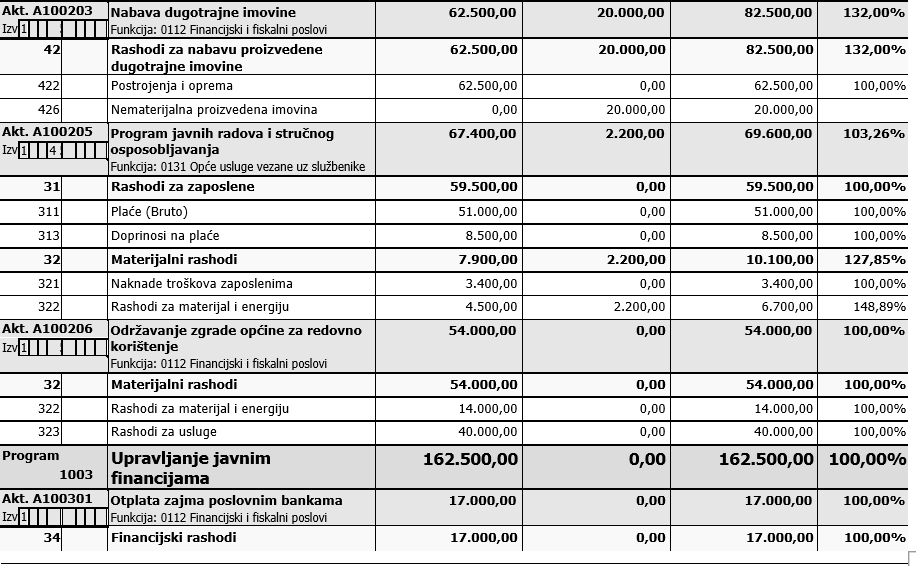 Akt. A100203 Nabava dugotrajne imovine 62.500,00 20.000,00 82.500,00 132,00%
Izv 1 Funkcija: 0112 Financijski i fiskalni poslovi
42 Rashodi za nabavu proizvedene 62.500,00 20.000,00 82.500,00 132,00%
dugotrajne imovine
422 Postrojenja i oprema 62.500,00 0,00 62.500,00 100,00%
426 Nematerijalna proizvedena imovina 0,00 20.000,00 20.000,00
Akt. A100205 Program javnih radova i stručnog 67.400,00 2.200,00 69.600,00 103,26%
Izv 1 4 osposobljavanja
Funkcija: 0131 Opće usluge vezane uz službenike
31 Rashodi za zaposlene 59.500,00 0,00 59.500,00 100,00%
311 Plaće (Bruto) 51.000,00 0,00 51.000,00 100,00%
313 Doprinosi na plaće 8.500,00 0,00 8.500,00 100,00%
32 Materijalni rashodi 7.900,00 2.200,00 10.100,00 127,85%
321 Naknade troškova zaposlenima 3.400,00 0,00 3.400,00 100,00%
322 Rashodi za materijal i energiju 4.500,00 2.200,00 6.700,00 148,89%
Akt. A100206 Održavanje zgrade općine za redovno 54.000,00 0,00 54.000,00 100,00%
Izv 1 korištenje
Funkcija: 0112 Financijski i fiskalni poslovi
32 Materijalni rashodi 54.000,00 0,00 54.000,00 100,00%
322 Rashodi za materijal i energiju 14.000,00 0,00 14.000,00 100,00%
323 Rashodi za usluge 40.000,00 0,00 40.000,00 100,00%
Program Upravljanje javnim 162.500,00 0,00 162.500,00 100,00%
1003 financijama
Akt. A100301 Otplata zajma poslovnim bankama 17.000,00 0,00 17.000,00 100,00%
Izv 1 Funkcija: 0112 Financijski i fiskalni poslovi
34 Financijski rashodi 17.000,00 0,00 17.000,00 100,00%